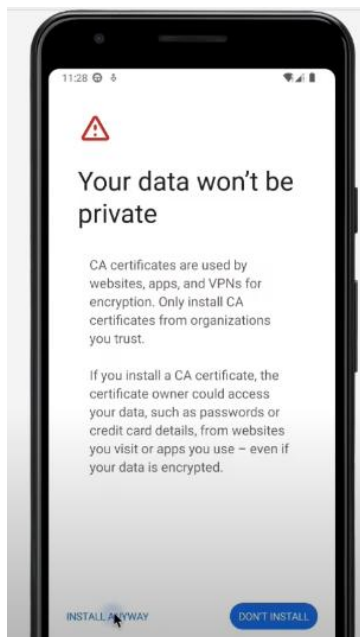 11:28
Your data won't be
private
CA certificates are used by
websites, apps, and VPNs for
encryption. Only install CA
certificates from organizations
you trust.
If you install a CA certificate, the
certificate owner could access
your data, such as passwords or
credit card details, from websites
you visit or apps you use – even if
your data is encrypted.
INSTALL ANYWAY
DON'T INSTALL